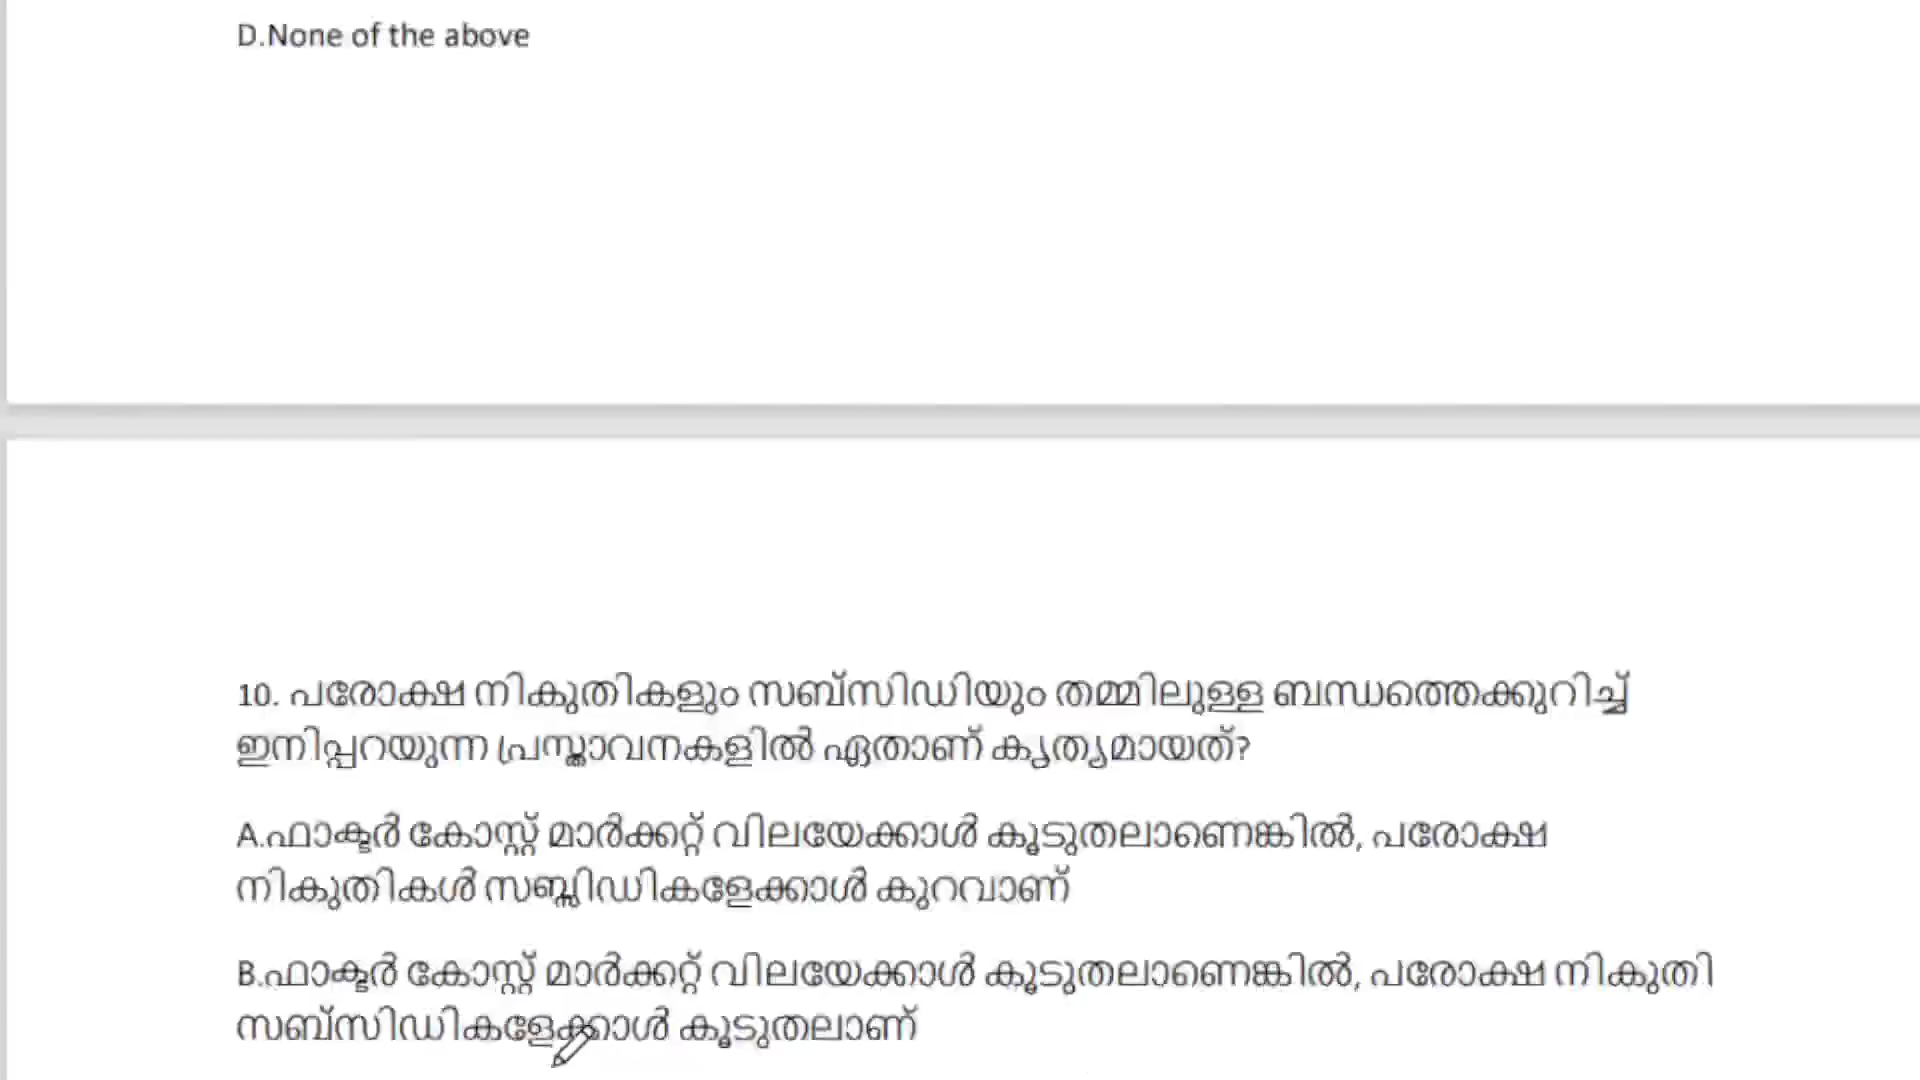 D.None of the above
10. പരോക്ഷ നികുതികളും സബ്സിഡിയും തമ്മിലുള്ള ബന്ധത്തെക്കുറിച്ച്
ഇനിപ്പറയുന്ന പ്രസ്താവനകളിൽ ഏതാണ് കൃത്യമായത്?
A.ഫാക്ടർ കോസ്റ്റ് മാർക്കറ്റ് വിലയേക്കാൾ കൂടുതലാണെങ്കിൽ, പരോക്ഷ
നികുതികൾ സബ്സിഡികളേക്കാൾ കുറവാണ്
B.ഫാക്ടർ കോസ്റ്റ് മാർക്കറ്റ് വിലയേക്കാൾ കൂടുതലാണെങ്കിൽ, പരോക്ഷ നികുതി
സബ്സിഡികളേക്കാൾ കൂടുതലാണ്